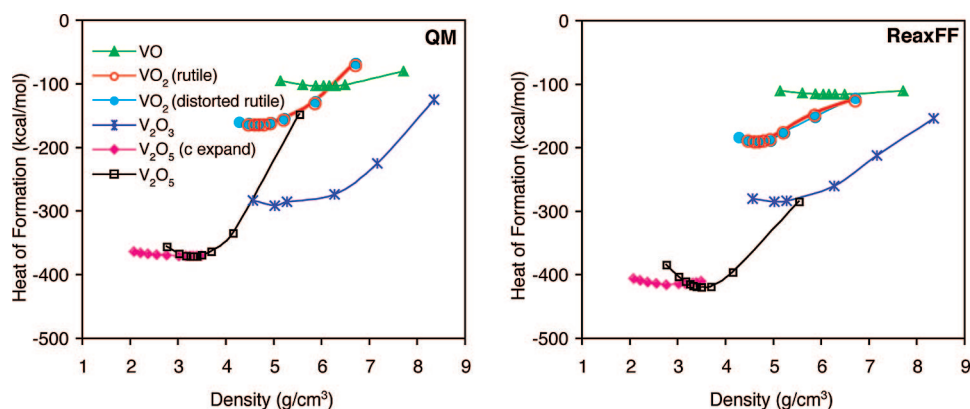 QM
Heat of Formation (kcal/mol)
0
-100
-200
-300
-400
-500
VO
VO₂ (rutile)
VO₂ (distorted rutile)
V₂O₃
V₂O₅ (c expand)
V₂O₅
1 2 3 4 5 6 7 8 9
Density (g/cm³)
ReaxFF
Heat of Formation (kcal/mol)
0
-100
-200
-300
-400
-500
1 2 3 4 5 6 7 8 9
Density (g/cm³)